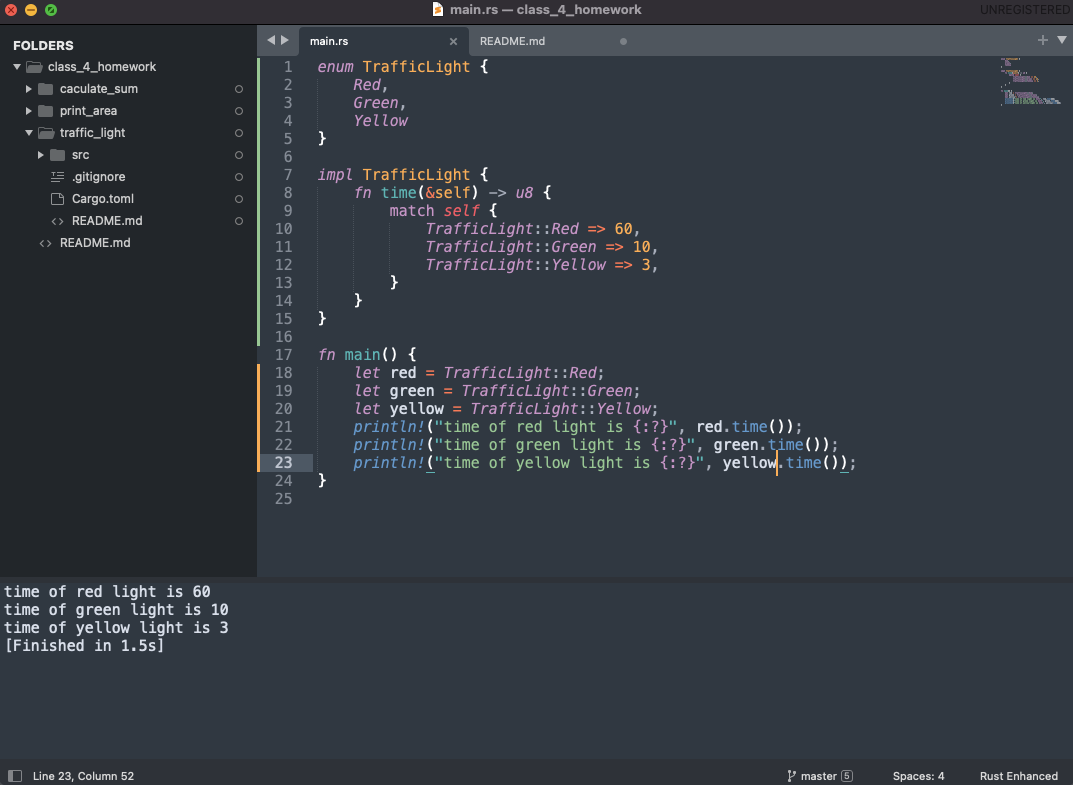 main.rs — class_4_homework
UNREGISTERED
FOLDERS
class_4_homework
caculate_sum
print_area
traffic_light
src
.gitignore
Cargo.toml
README.md
README.md
main.rs
README.md
1 enum TrafficLight {
2     Red,
3     Green,
4     Yellow
5 }
6
7 impl TrafficLight {
8     fn time(&self) -> u8 {
9         match self {
10             TrafficLight::Red => 60,
11             TrafficLight::Green => 10,
12             TrafficLight::Yellow => 3,
13         }
14     }
15 }
16
17 fn main() {
18     let red = TrafficLight::Red;
19     let green = TrafficLight::Green;
20     let yellow = TrafficLight::Yellow;
21     println!("time of red light is {:?}", red.time());
22     println!("time of green light is {:?}", green.time());
23     println!("time of yellow light is {:?}", yellow.time());
24 }
25
time of red light is 60
time of green light is 10
time of yellow light is 3
[Finished in 1.5s]
Line 23, Column 52
master 5
Spaces: 4
Rust Enhanced